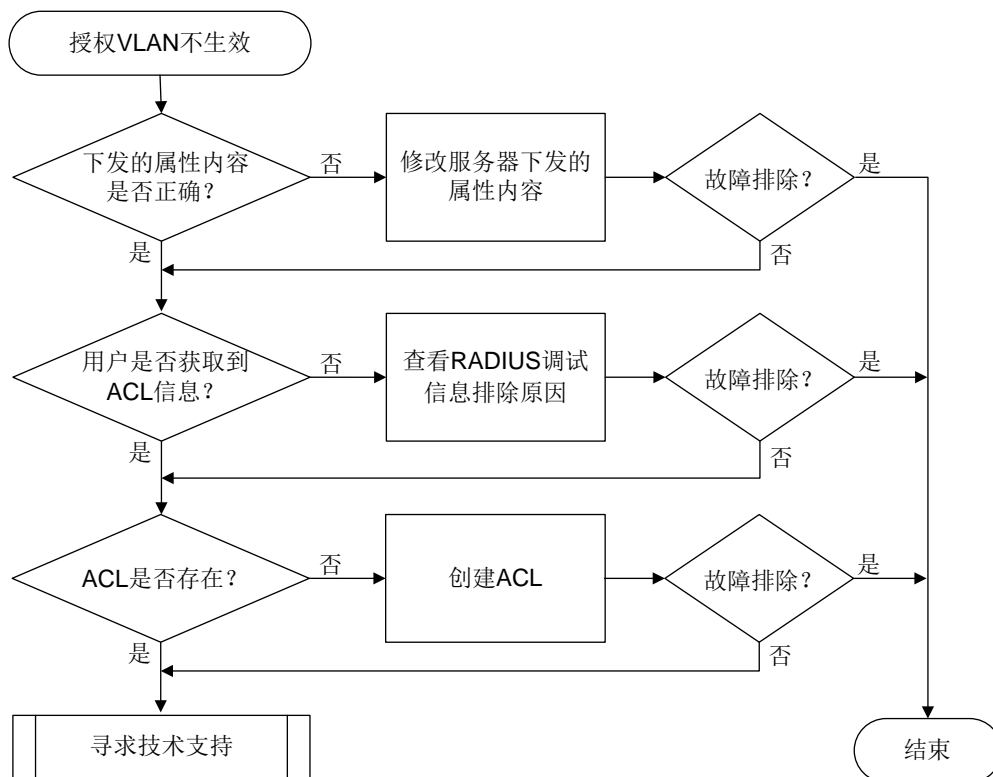 授权VLAN不生效
下发的属性内容
是否正确？
否
修改服务器下发的
属性内容
故障排除？
是
是
否
用户是否获取到
ACL信息？
否
查看RADIUS调试
信息排除原因
故障排除？
是
是
否
ACL是否存在？
否
创建ACL
故障排除？
是
是
否
寻求技术支持
结束